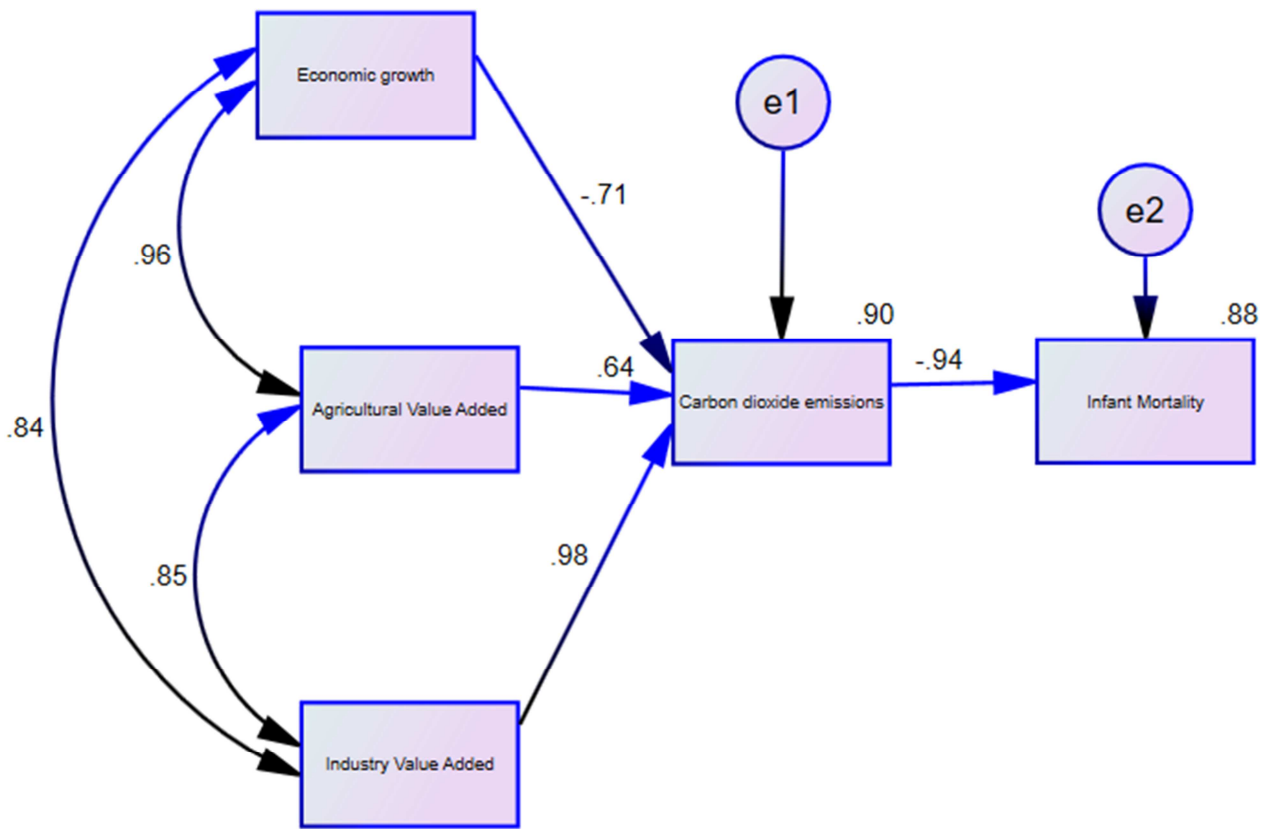 Economic growth
e1
-.71
e2
.96
.90
.88
.64
-.94
Agricultural Value Added
Carbon dioxide emissions
Infant Mortality
.84
.98
.85
Industry Value Added